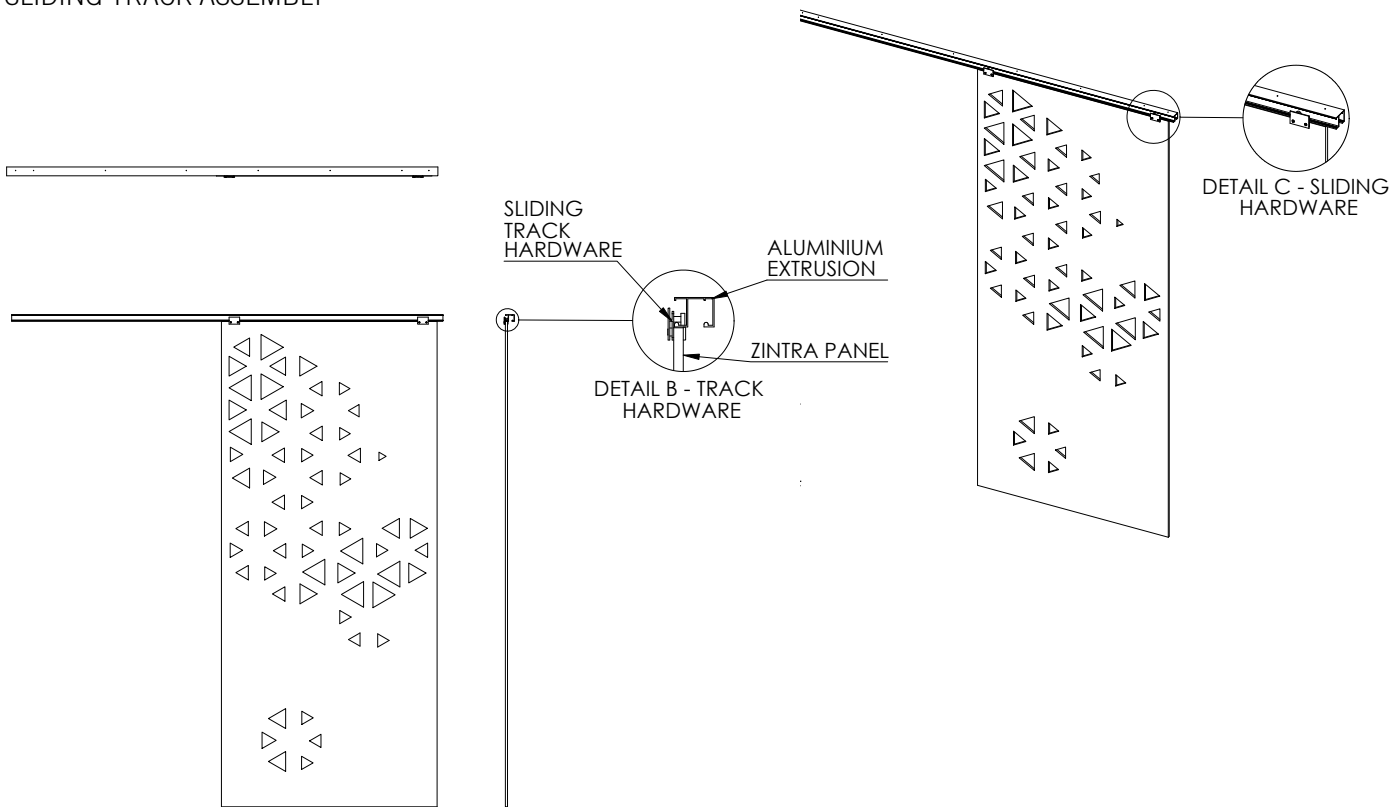 SLIDING TRACK ASSEMBLY
SLIDING
TRACK
HARDWARE
ALUMINIUM
EXTRUSION
ZINTRA PANEL
DETAIL B - TRACK
HARDWARE
DETAIL C - SLIDING
HARDWARE